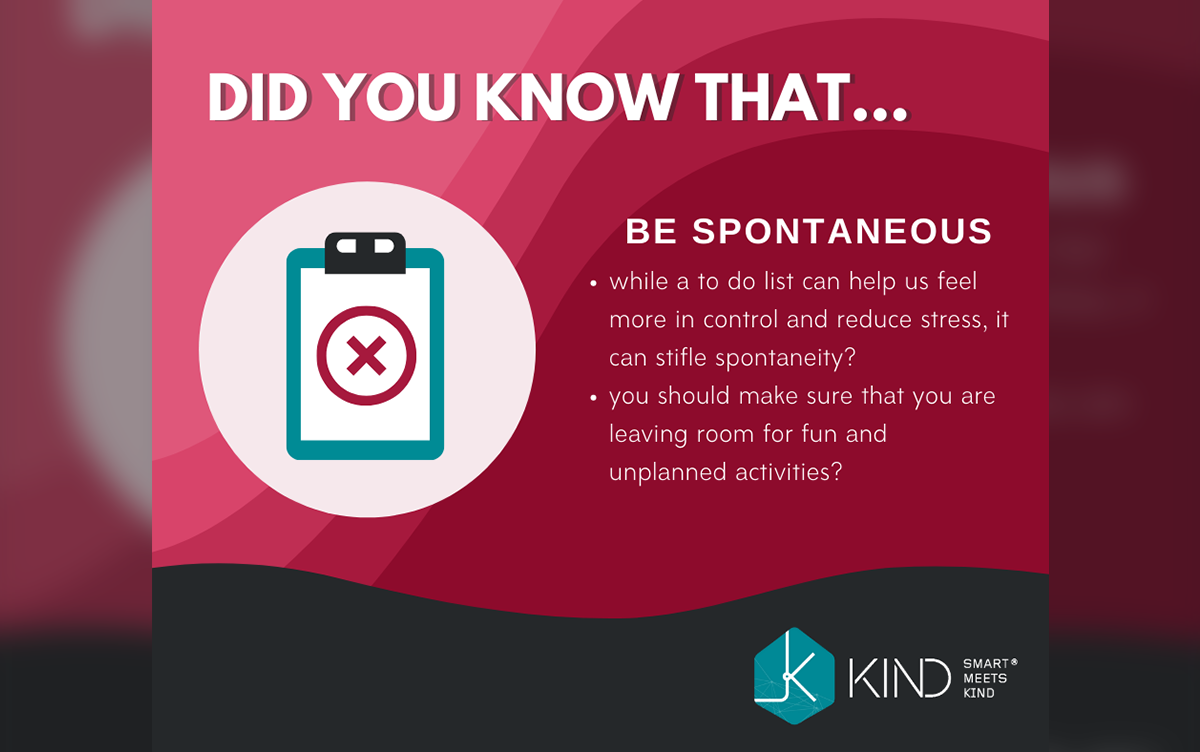 DID YOU KNOW THAT...
BE SPONTANEOUS
• while a to do list can help us feel
more in control and reduce stress, it
can stifle spontaneity?
• you should make sure that you are
leaving room for fun and
unplanned activities?
KIND
SMART®
MEETS
KIND